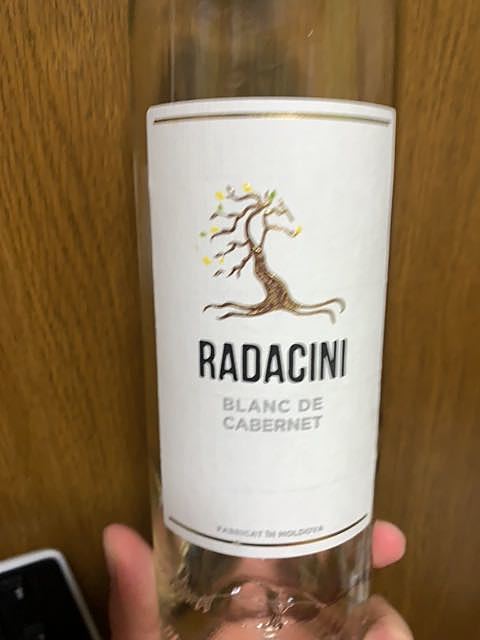 RADACINI
BLANC DE
CABERNET
FABRICAT ÎN MOLDOVA